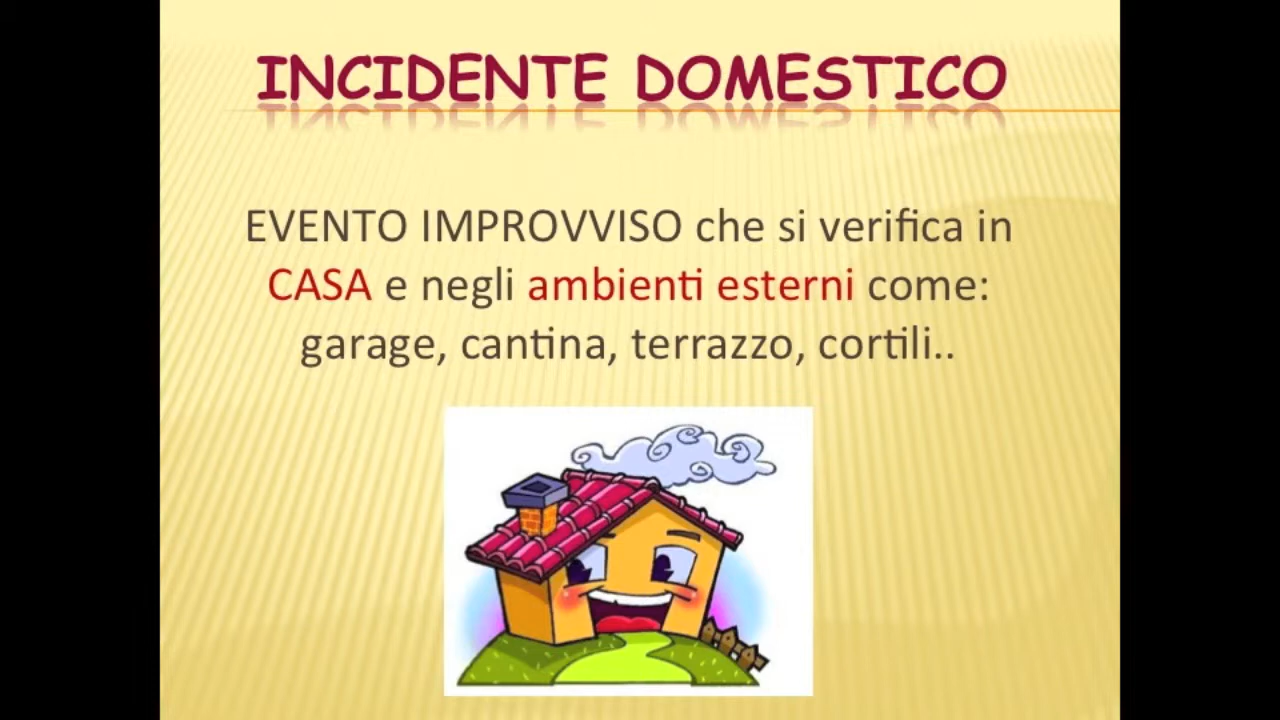 INCIDENTE DOMESTICO
EVENTO IMPROVVISO che si verifica in
CASA e negli ambienti esterni come:
garage, cantina, terrazzo, cortili..